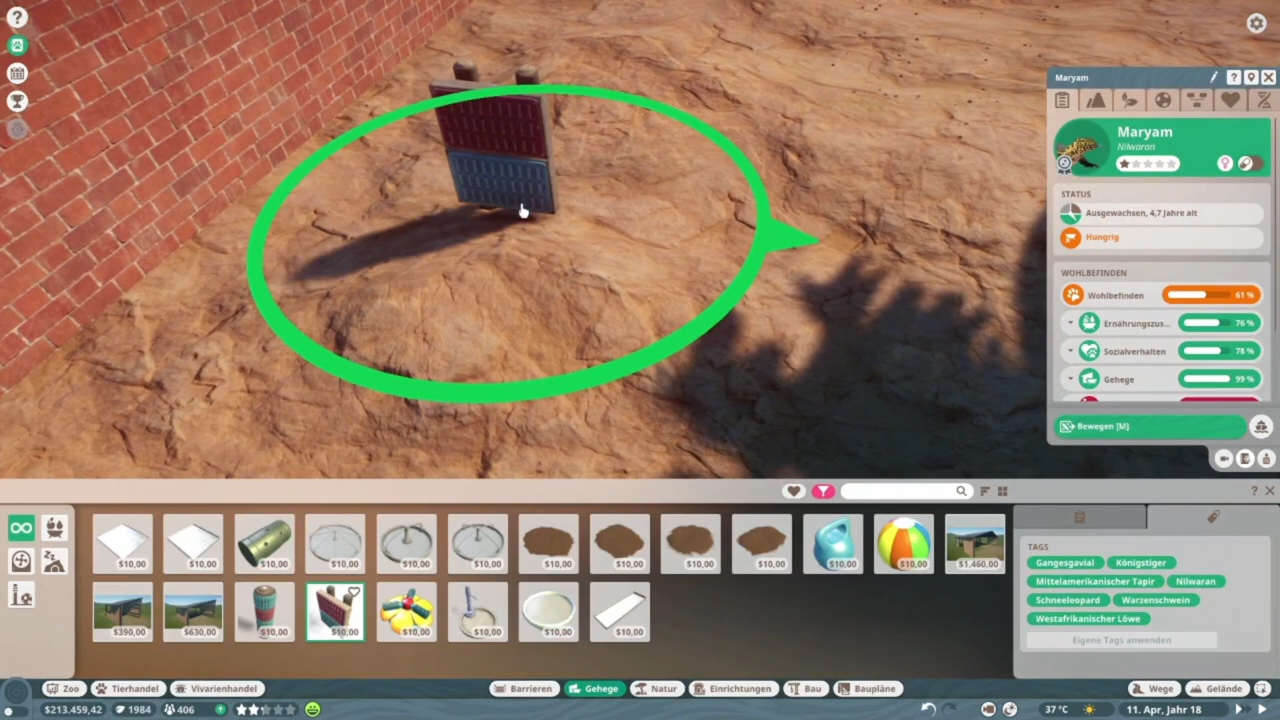 Maryam
Maryam
Nilwaran
STATUS
Ausgewachsen, 4,7 Jahre alt
Hungrig
WOHLBEFINDEN
Wohlbefinden 61 %
Ernährungszus... 76 %
Sozialverhalten 78 %
Gehege 99 %
Bewegen [M]
$10,00 $10,00 $10,00 $10,00 $10,00 $10,00 $10,00 $10,00 $10,00 $10,00 $10,00 $10,00 $1.460,00
$390,00 $630,00 $10,00 $10,00 $10,00 $10,00 $10,00 $10,00
TAGS
Gangesgavial Königstiger
Mittelamerikanischer Tapir Nilwaran
Schneeleopard Warzenschwein
Westafrikanischer Löwe
Eigene Tags anwenden
Zoo Tierhandel Vivarienhandel Barrieren Gehege Natur Einrichtungen Bau Baupläne Wege Gelände
$213.459,42 1984 406 37 °C 11. Apr, Jahr 18